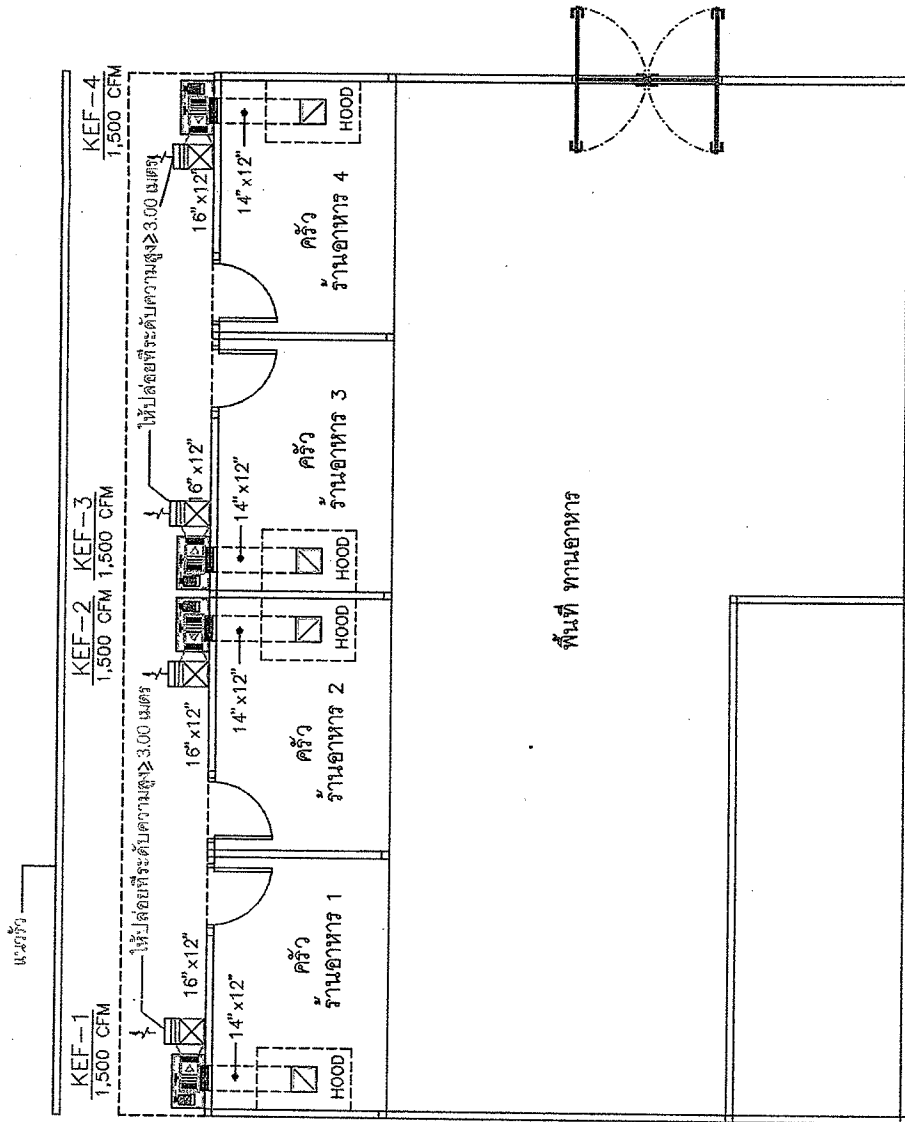 แนวรั้ว
KEF-1
1,500 CFM
KEF-2
1,500 CFM
KEF-3
1,500 CFM
KEF-4
1,500 CFM
ให้ปล่อยที่ระดับความสูง≥3.00 เมตร
ให้ปล่อยที่ระดับความสูง≥3.00 เมตร
16"x12"
16"x12"
16"x12"
16"x12"
14"x12"
14"x12"
14"x12"
14"x12"
HOOD
HOOD
HOOD
HOOD
ครัว
ร้านอาหาร 1
ครัว
ร้านอาหาร 2
ครัว
ร้านอาหาร 3
ครัว
ร้านอาหาร 4
พื้นที่ ทานอาหาร